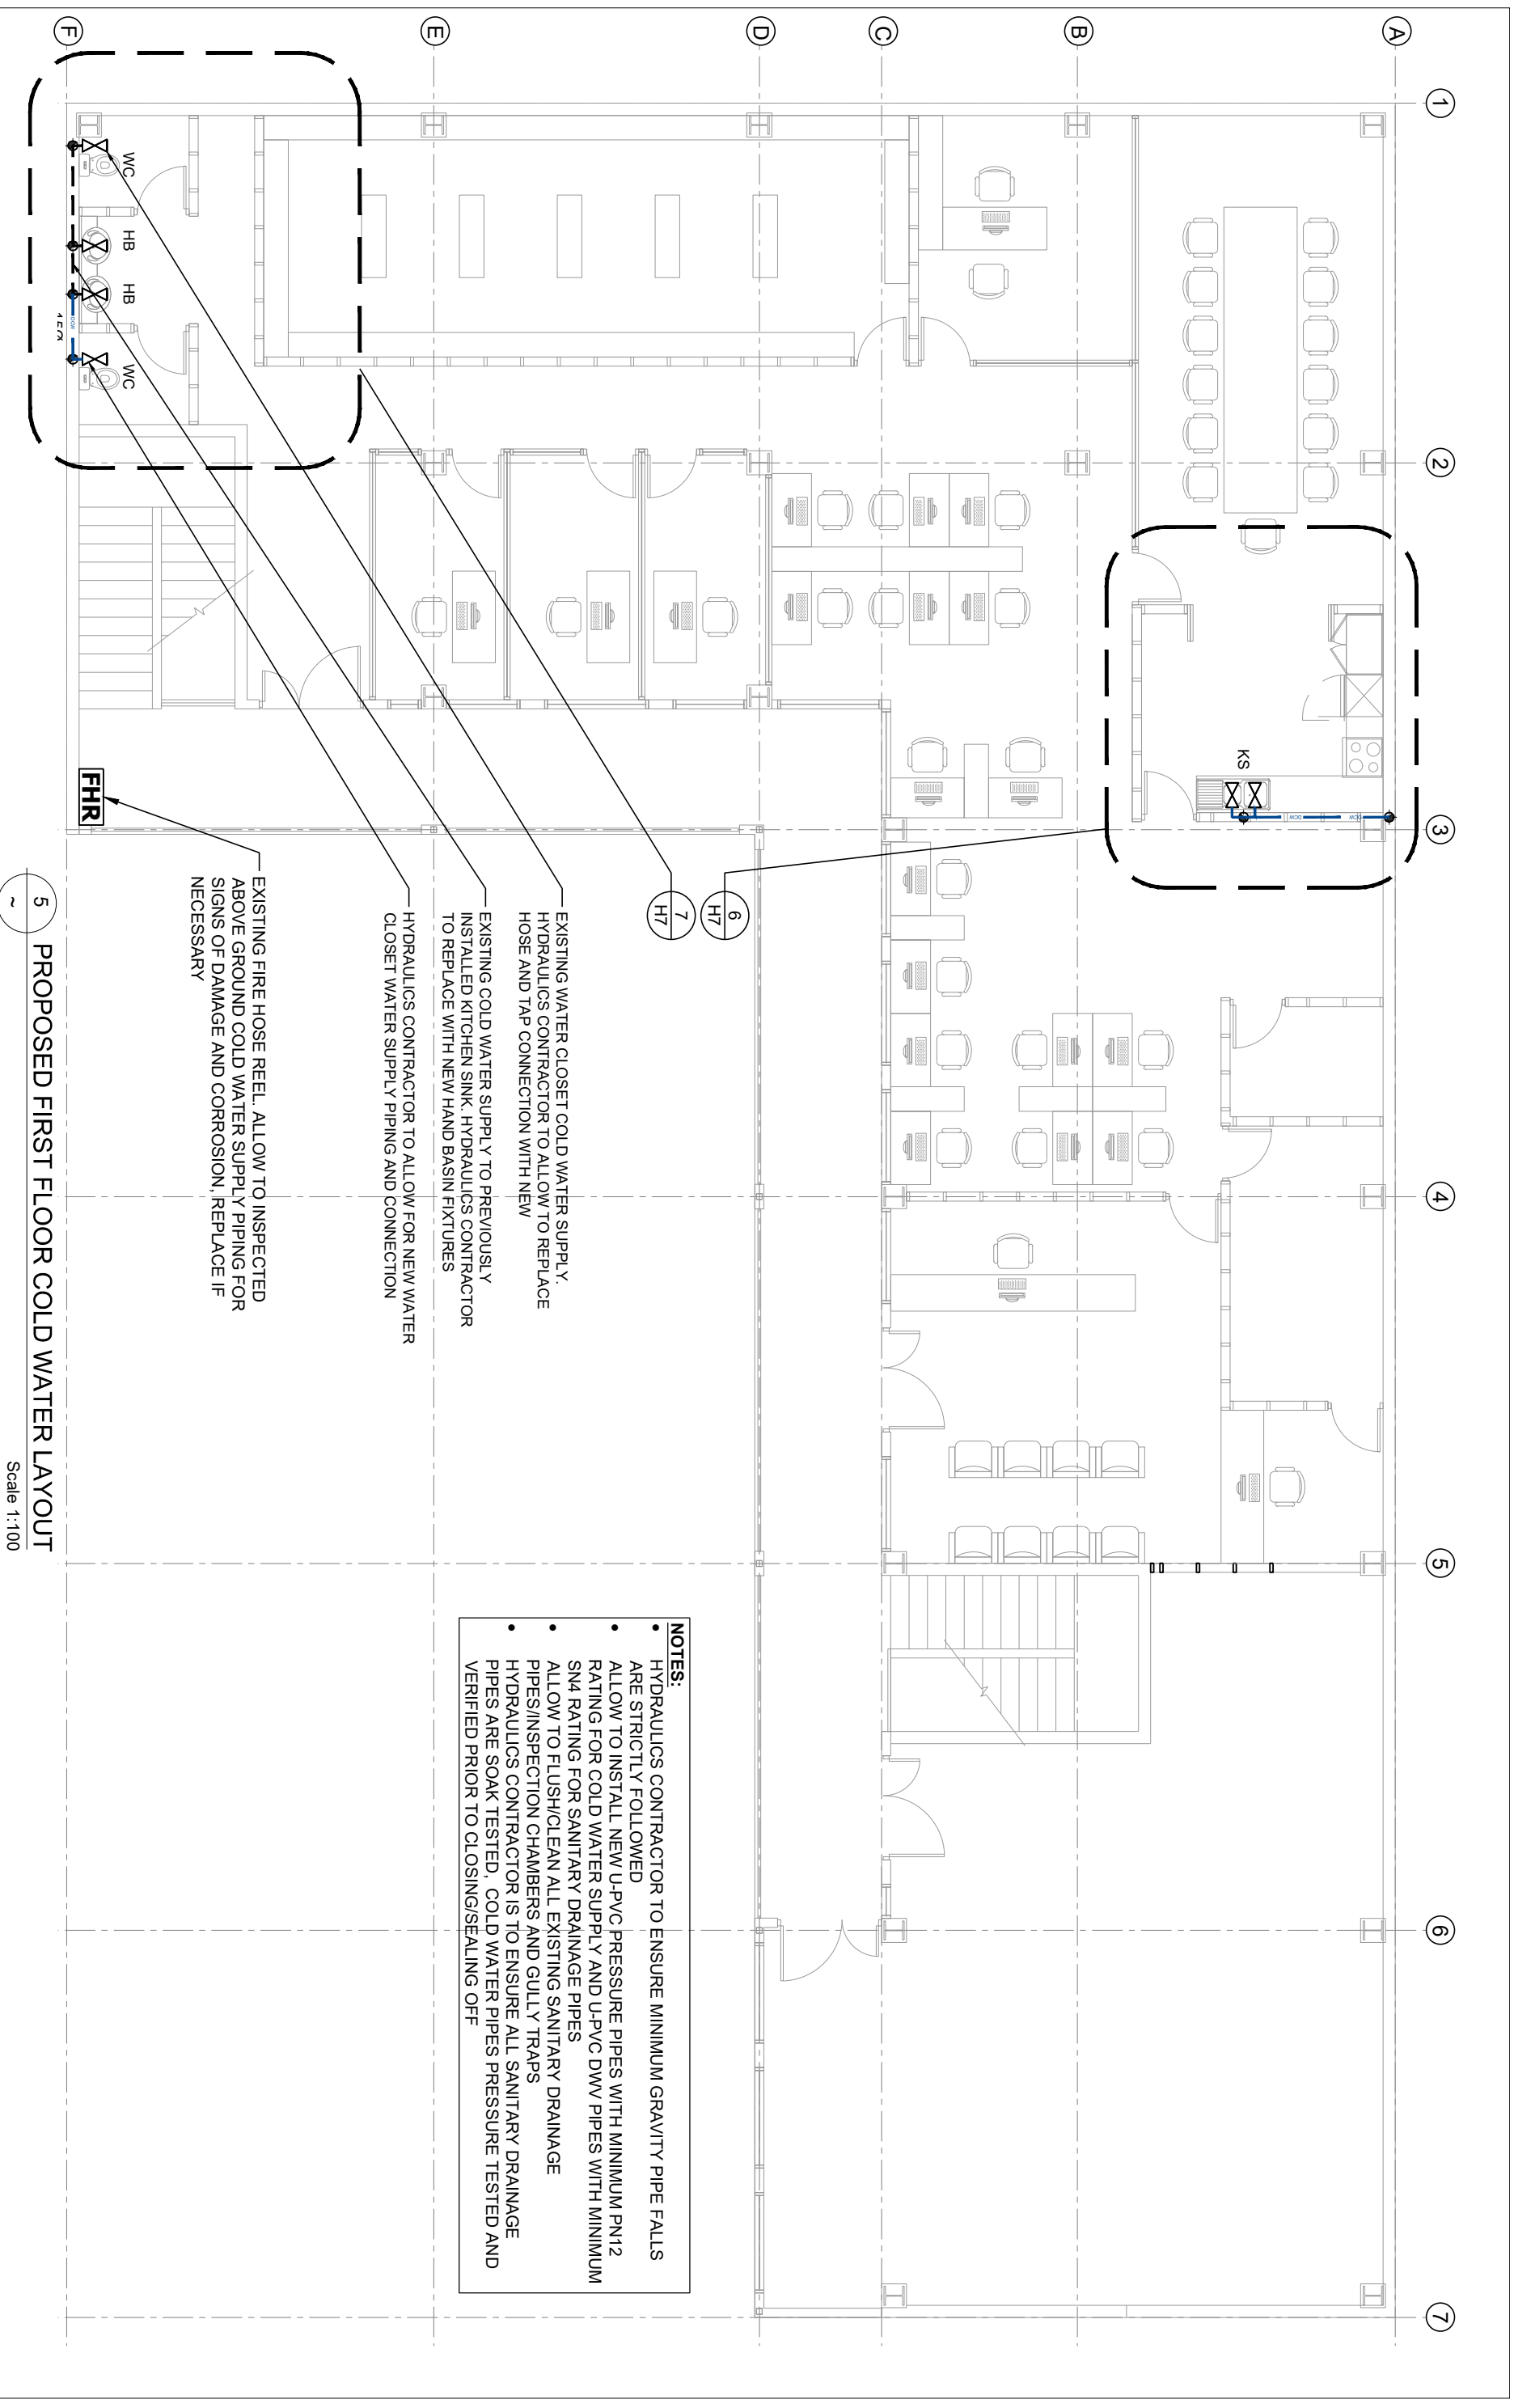 1
2
3
4
5
6
7
A
B
C
D
E
F
KS
DCW
DCW
WC
HB
HB
WC
DCW
6
H7
7
H7
EXISTING WATER CLOSET COLD WATER SUPPLY.
HYDRAULICS CONTRACTOR TO ALLOW TO REPLACE
HOSE AND TAP CONNECTION WITH NEW
EXISTING COLD WATER SUPPLY TO PREVIOUSLY
INSTALLED KITCHEN SINK. HYDRAULICS CONTRACTOR
TO REPLACE WITH NEW HAND BASIN FIXTURES
HYDRAULICS CONTRACTOR TO ALLOW FOR NEW WATER
CLOSET WATER SUPPLY PIPING AND CONNECTION
FHR
EXISTING FIRE HOSE REEL. ALLOW TO INSPECTED
ABOVE GROUND COLD WATER SUPPLY PIPING FOR
SIGNS OF DAMAGE AND CORROSION, REPLACE IF
NECESSARY
NOTES:
• HYDRAULICS CONTRACTOR TO ENSURE MINIMUM GRAVITY PIPE FALLS
ARE STRICTLY FOLLOWED
• ALLOW TO INSTALL NEW U-PVC PRESSURE PIPES WITH MINIMUM PN12
RATING FOR COLD WATER SUPPLY AND U-PVC DWV PIPES WITH MINIMUM
SN4 RATING FOR SANITARY DRAINAGE PIPES
• ALLOW TO FLUSH/CLEAN ALL EXISTING SANITARY DRAINAGE
PIPES/INSPECTION CHAMBERS AND GULLY TRAPS
• HYDRAULICS CONTRACTOR IS TO ENSURE ALL SANITARY DRAINAGE
PIPES ARE SOAK TESTED, COLD WATER PIPES PRESSURE TESTED AND
VERIFIED PRIOR TO CLOSING/SEALING OFF
5
~
PROPOSED FIRST FLOOR COLD WATER LAYOUT
Scale 1:100